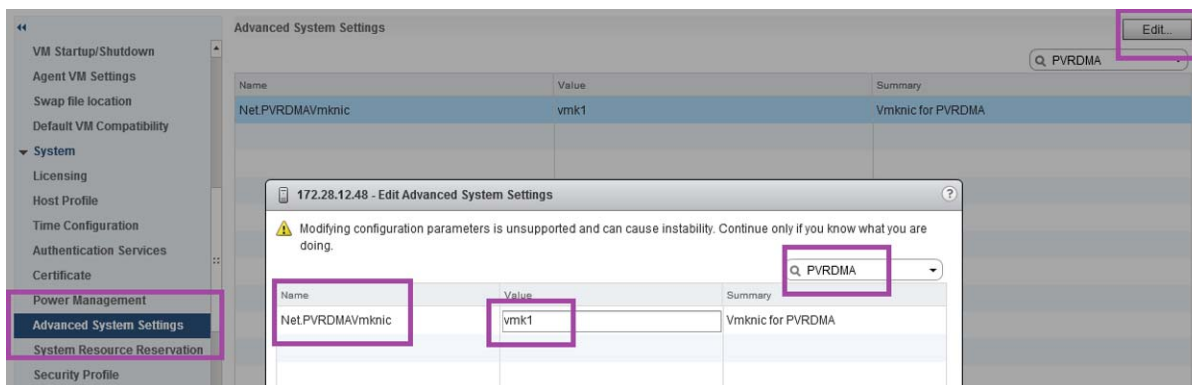 Advanced System Settings
Edit...
PVRDMA
VM Startup/Shutdown
Agent VM Settings
Swap file location
Default VM Compatibility
System
Licensing
Host Profile
Time Configuration
Authentication Services
Certificate
Power Management
Advanced System Settings
System Resource Reservation
Security Profile
Name Value Summary
Net.PVRDMAVmknic vmk1 Vmknic for PVRDMA
172.28.12.48 - Edit Advanced System Settings ?
Modifying configuration parameters is unsupported and can cause instability. Continue only if you know what you are
doing.
PVRDMA
Name Value Summary
Net.PVRDMAVmknic vmk1 Vmknic for PVRDMA